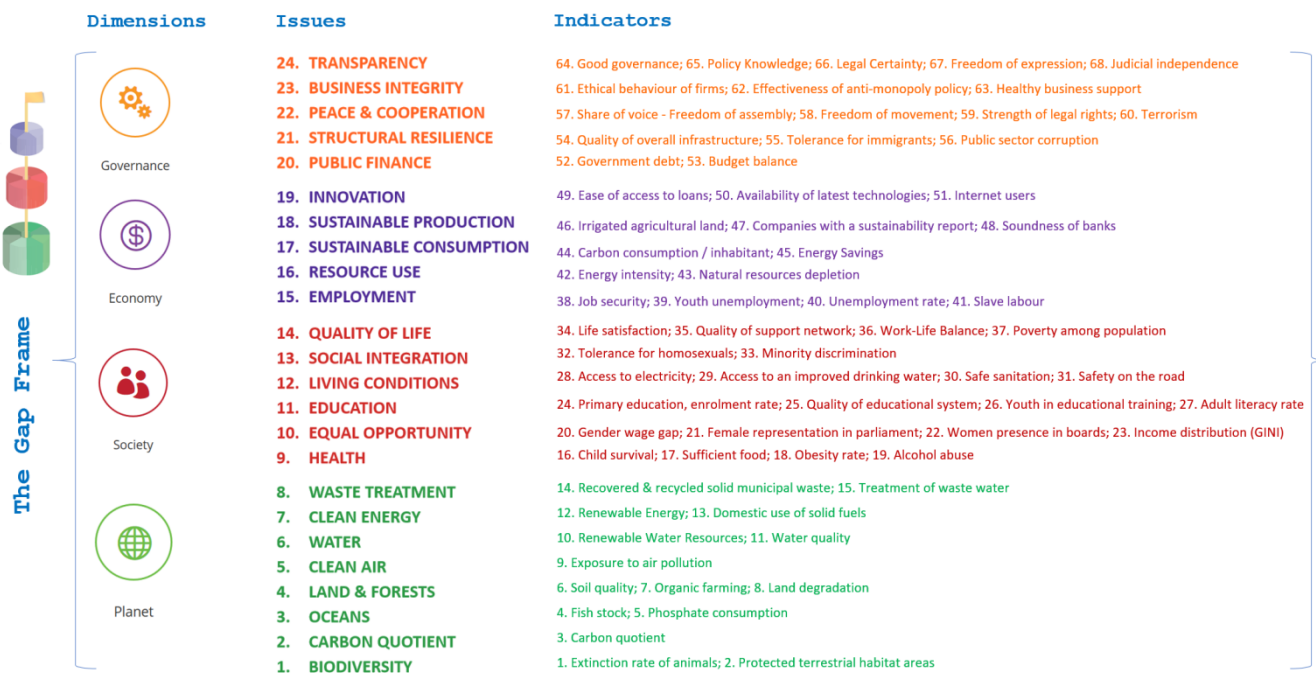 Dimensions Issues Indicators
The Gap Frame
Governance
24. TRANSPARENCY 64. Good governance; 65. Policy Knowledge; 66. Legal Certainty; 67. Freedom of expression; 68. Judicial independence
23. BUSINESS INTEGRITY 61. Ethical behaviour of firms; 62. Effectiveness of anti-monopoly policy; 63. Healthy business support
22. PEACE & COOPERATION 57. Share of voice - Freedom of assembly; 58. Freedom of movement; 59. Strength of legal rights; 60. Terrorism
21. STRUCTURAL RESILIENCE 54. Quality of overall infrastructure; 55. Tolerance for immigrants; 56. Public sector corruption
20. PUBLIC FINANCE 52. Government debt; 53. Budget balance
Economy
19. INNOVATION 49. Ease of access to loans; 50. Availability of latest technologies; 51. Internet users
18. SUSTAINABLE PRODUCTION 46. Irrigated agricultural land; 47. Companies with a sustainability report; 48. Soundness of banks
17. SUSTAINABLE CONSUMPTION 44. Carbon consumption / inhabitant; 45. Energy Savings
16. RESOURCE USE 42. Energy intensity; 43. Natural resources depletion
15. EMPLOYMENT 38. Job security; 39. Youth unemployment; 40. Unemployment rate; 41. Slave labour
Society
14. QUALITY OF LIFE 34. Life satisfaction; 35. Quality of support network; 36. Work-Life Balance; 37. Poverty among population
13. SOCIAL INTEGRATION 32. Tolerance for homosexuals; 33. Minority discrimination
12. LIVING CONDITIONS 28. Access to electricity; 29. Access to an improved drinking water; 30. Safe sanitation; 31. Safety on the road
11. EDUCATION 24. Primary education, enrolment rate; 25. Quality of educational system; 26. Youth in educational training; 27. Adult literacy rate
10. EQUAL OPPORTUNITY 20. Gender wage gap; 21. Female representation in parliament; 22. Women presence in boards; 23. Income distribution (GINI)
9. HEALTH 16. Child survival; 17. Sufficient food; 18. Obesity rate; 19. Alcohol abuse
Planet
8. WASTE TREATMENT 14. Recovered & recycled solid municipal waste; 15. Treatment of waste water
7. CLEAN ENERGY 12. Renewable Energy; 13. Domestic use of solid fuels
6. WATER 10. Renewable Water Resources; 11. Water quality
5. CLEAN AIR 9. Exposure to air pollution
4. LAND & FORESTS 6. Soil quality; 7. Organic farming; 8. Land degradation
3. OCEANS 4. Fish stock; 5. Phosphate consumption
2. CARBON QUOTIENT 3. Carbon quotient
1. BIODIVERSITY 1. Extinction rate of animals; 2. Protected terrestrial habitat areas